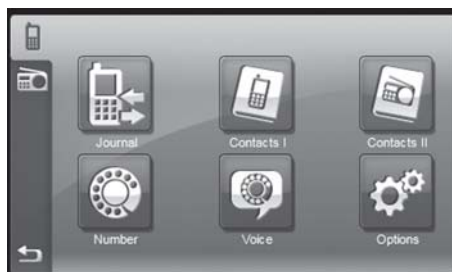 Journal
Contacts I
Contacts II
Number
Voice
Options